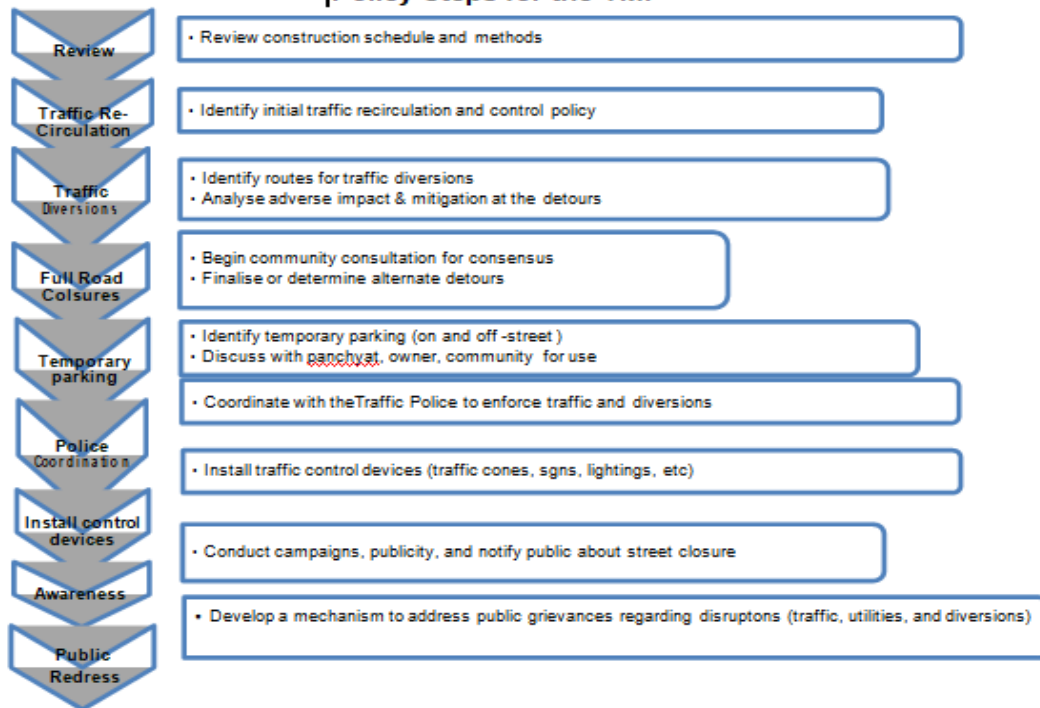 Steps for the
Review
• Review construction schedule and methods
Traffic Re-
Circulation
• Identify initial traffic recirculation and control policy
Traffic
Diversions
• Identify routes for traffic diversions
• Analyse adverse impact & mitigation at the detours
Full Road
Colsures
• Begin community consultation for consensus
• Finalise or determine alternate detours
Temporary
parking
• Identify temporary parking (on and off -street )
• Discuss with panchyat, owner, community for use
Police
Coordination
• Coordinate with theTraffic Police to enforce traffic and diversions
Install control
devices
• Install traffic control devices (traffic cones, sgns, lightings, etc)
Awareness
• Conduct campaigns, publicity, and notify public about street closure
Public
Redress
• Develop a mechanism to address public grievances regarding disruptons (traffic, utilities, and diversions)